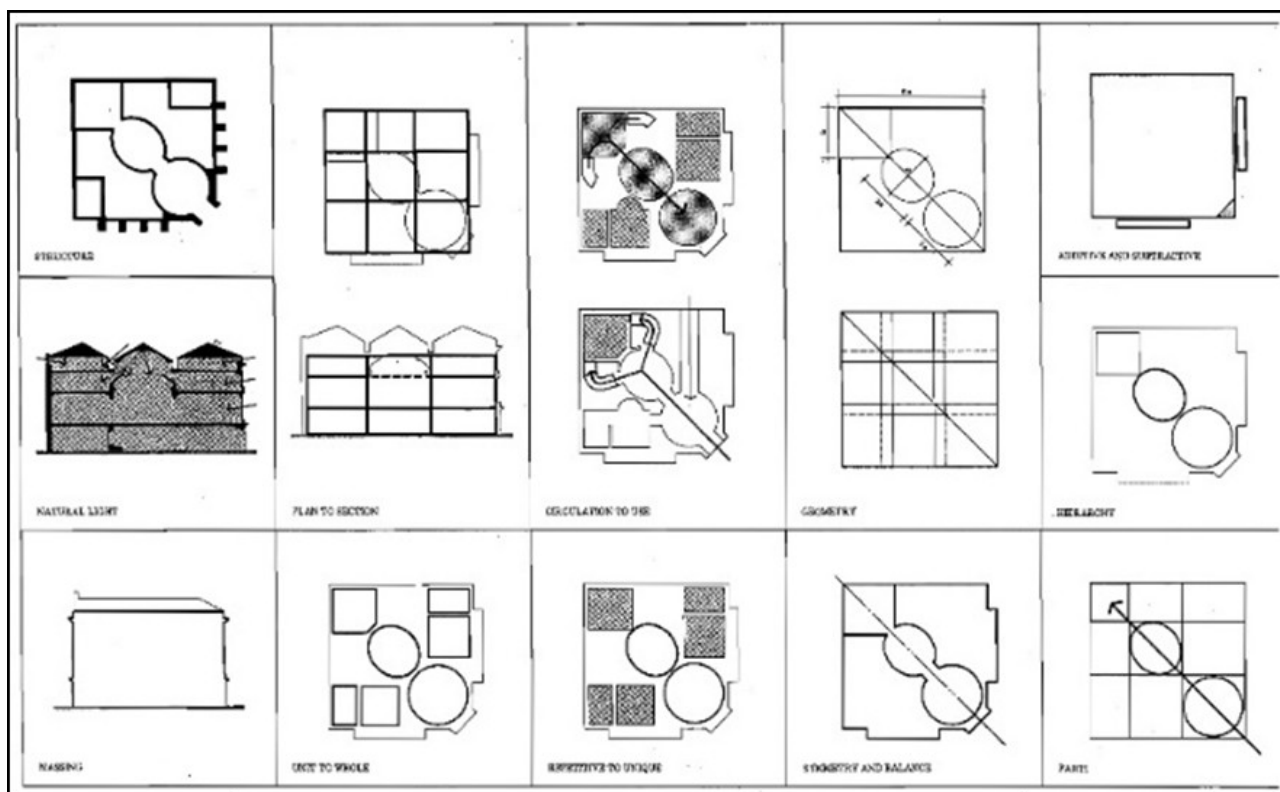 STRUCTURE
ADDITIVE AND SUBTRACTIVE
NATURAL LIGHT
PLAN TO SECTION
CIRCULATION TO USE
GEOMETRY
HIERARCHY
MASSING
UNIT TO WHOLE
REPETITIVE TO UNIQUE
SYMMETRY AND BALANCE
PARTI